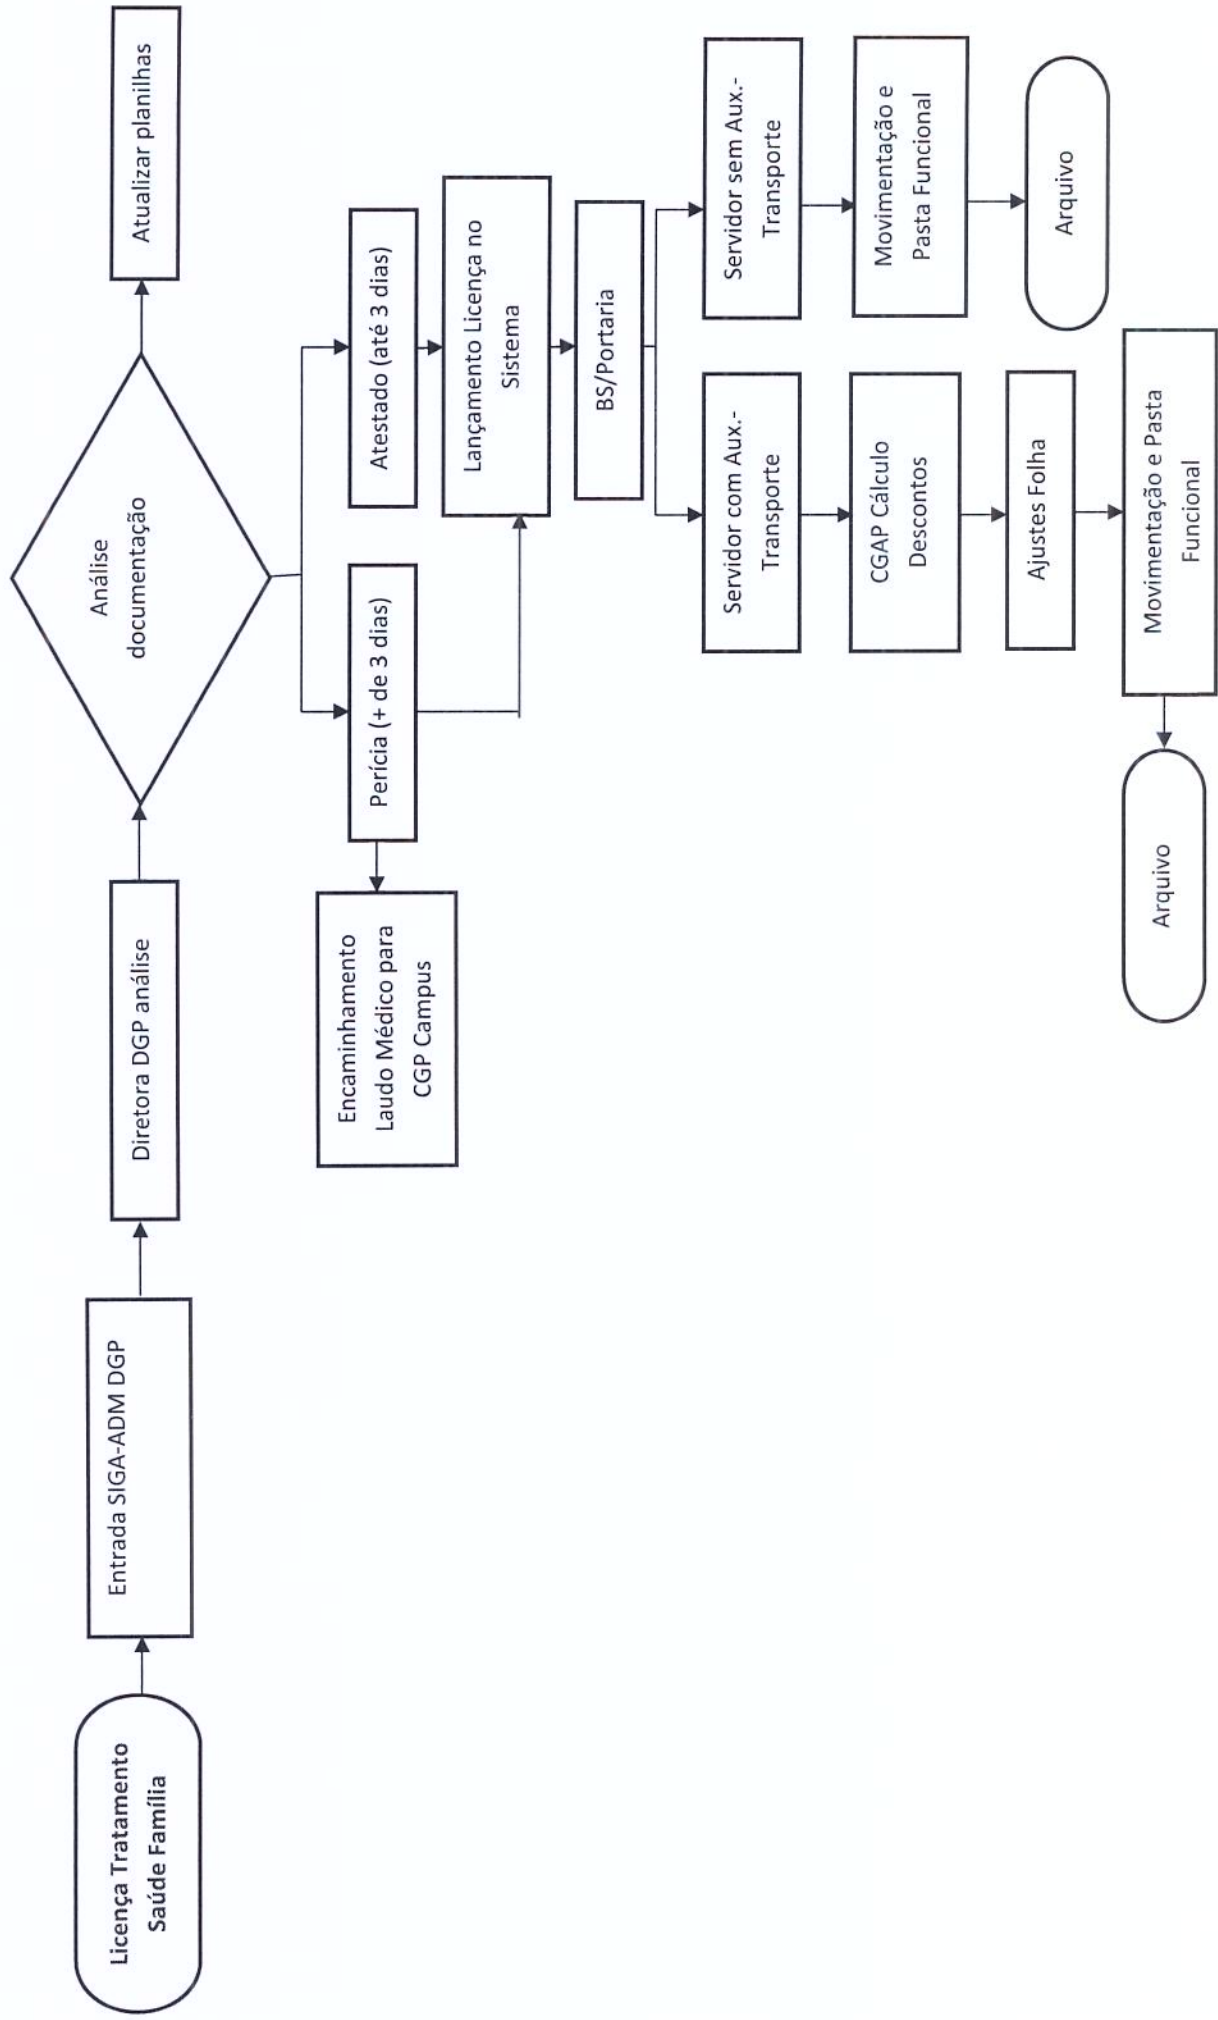 Licença Tratamento
Saúde Família
Entrada SIGA-ADM DGP
Diretora DGP análise
Análise
documentação
Atualizar planilhas
Perícia (+ de 3 dias)
Atestado (até 3 dias)
Encaminhamento
Laudo Médico para
CGP Campus
Lançamento Licença no
Sistema
BS/Portaria
Servidor com Aux.-
Transporte
Servidor sem Aux.-
Transporte
CGAP Cálculo
Descontos
Movimentação e
Pasta Funcional
Ajustes Folha
Arquivo
Movimentação e Pasta
Funcional
Arquivo